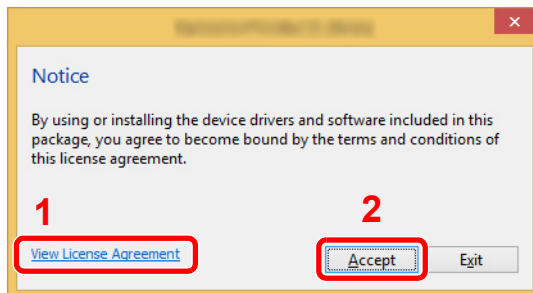 Notice
By using or installing the device drivers and software included in this
package, you agree to become bound by the terms and conditions of
this license agreement.
1
2
View License Agreement
Accept
Exit